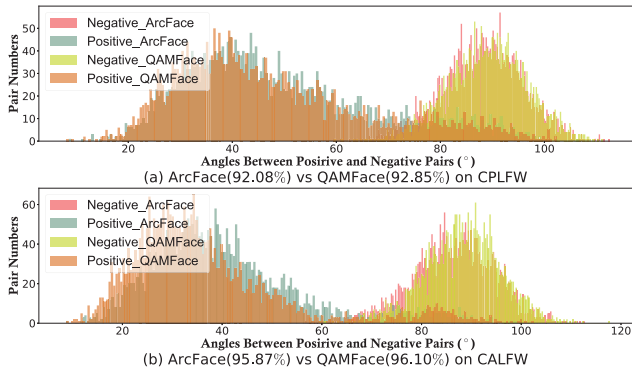 50
40
30
20
10
0
Pair Numbers
Negative_ArcFace
Positive_ArcFace
Negative_QAMFace
Positive_QAMFace
20 40 60 80 100
Angles Between Posirive and Negative Pairs (°)
(a) ArcFace(92.08%) vs QAMFace(92.85%) on CPLFW
60
40
20
0
Pair Numbers
Negative_ArcFace
Positive_ArcFace
Negative_QAMFace
Positive_QAMFace
20 40 60 80 100 120
Angles Between Posirive and Negative Pairs (°)
(b) ArcFace(95.87%) vs QAMFace(96.10%) on CALFW